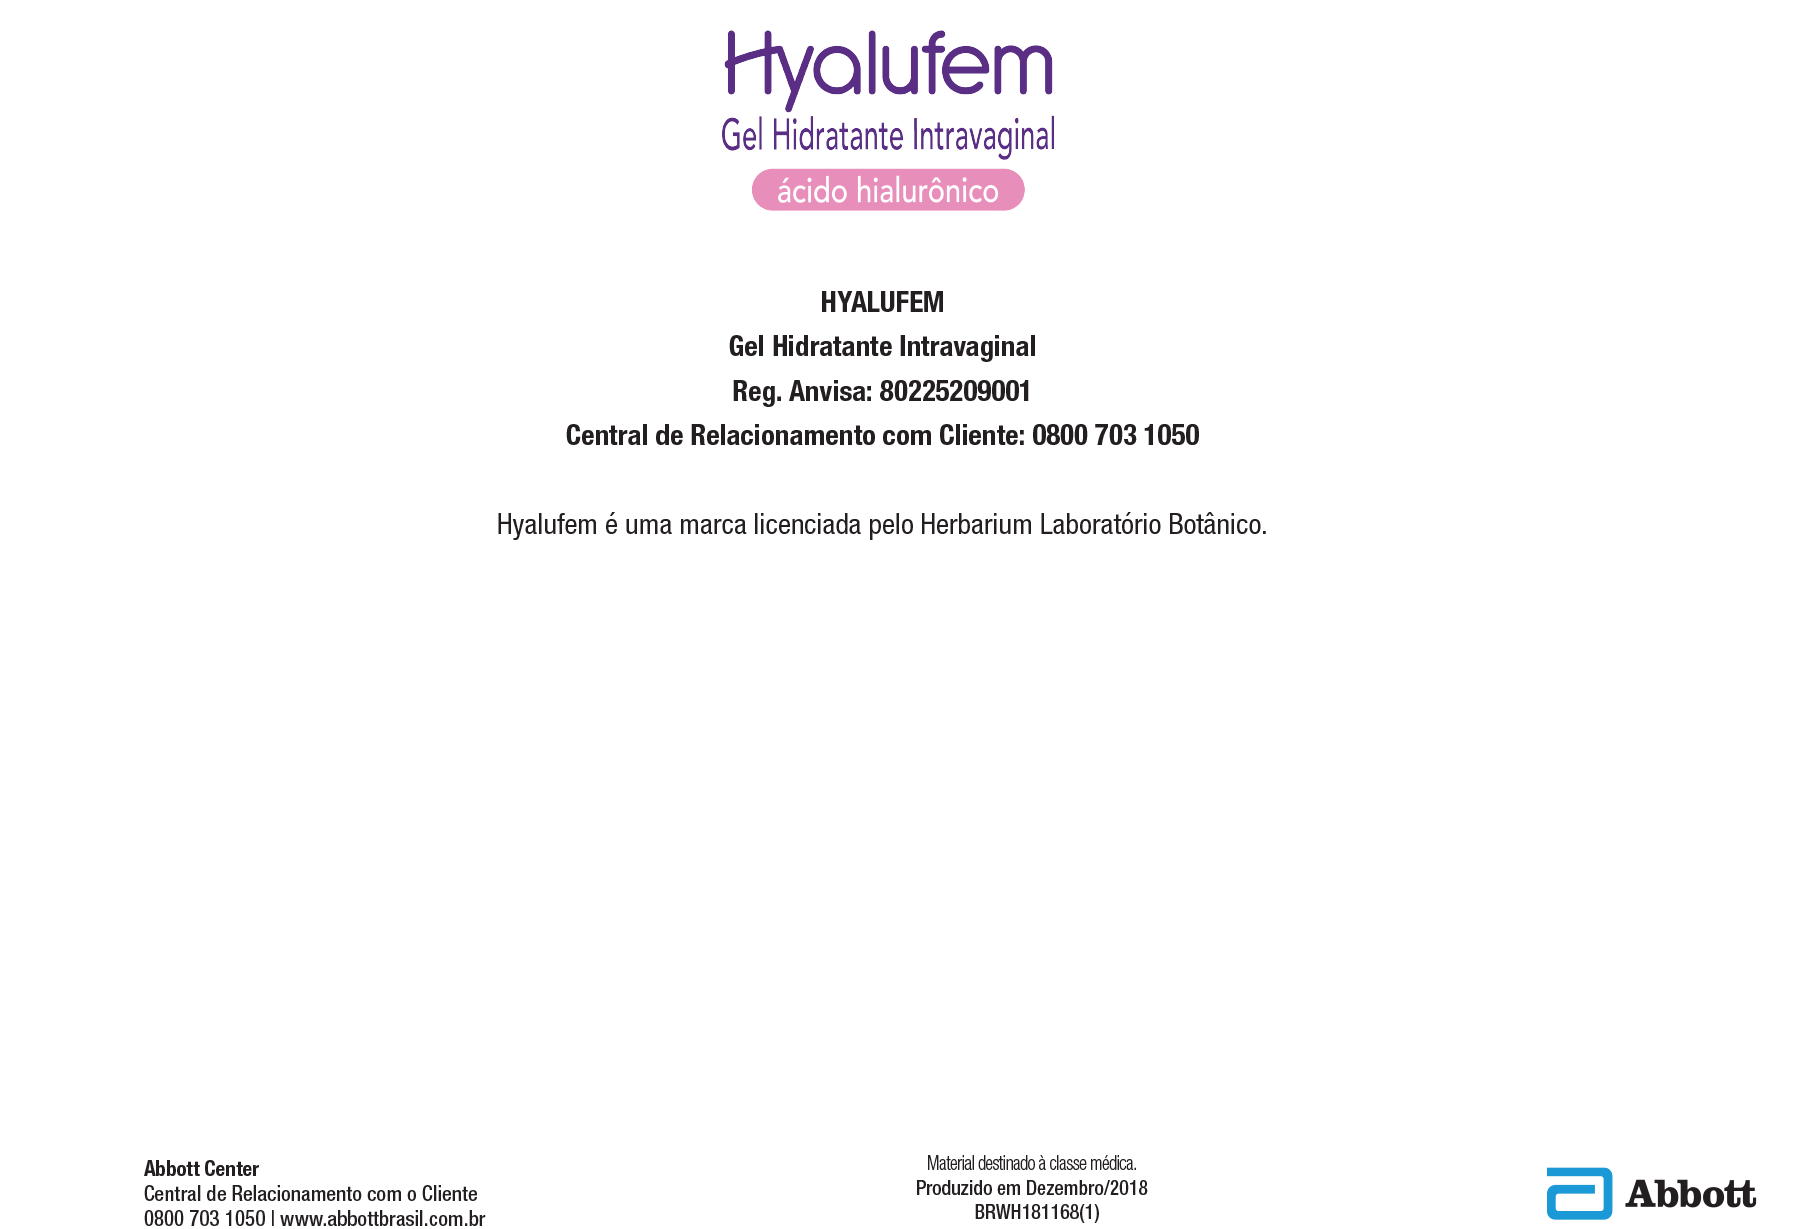 Hyalufem
Gel Hidratante Intravaginal
ácido hialurônico
HYALUFEM
Gel Hidratante Intravaginal
Reg. Anvisa: 80225209001
Central de Relacionamento com Cliente: 0800 703 1050
Hyalufem é uma marca licenciada pelo Herbarium Laboratório Botânico.
Abbott Center
Central de Relacionamento com o Cliente
0800 703 1050 | www.abbottbrasil.com.br
Material destinado à classe médica.
Produzido em Dezembro/2018
BRWH181168(1)
Abbott